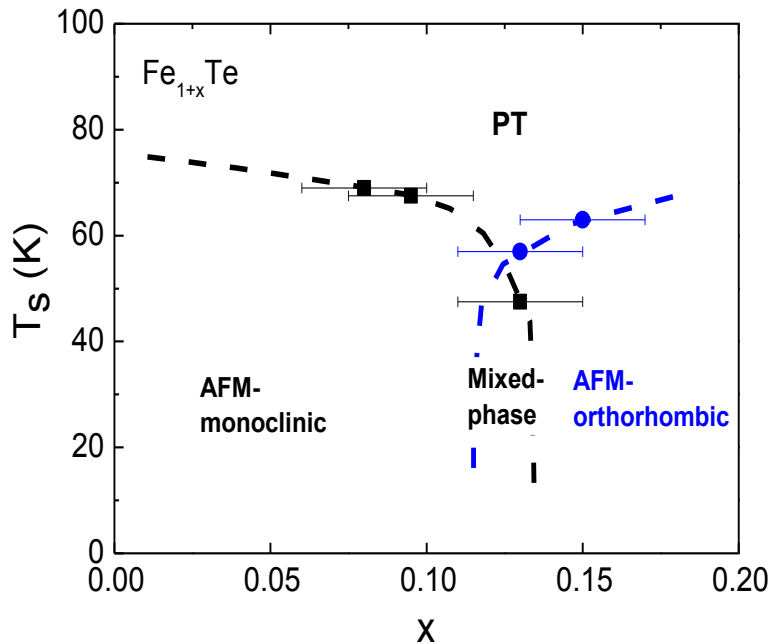 100
Fe1+xTe
PT
80
60
Ts (K)
40
AFM-
monoclinic
Mixed-
phase
AFM-
orthorhombic
20
0
0.00
0.05
0.10
0.15
0.20
x